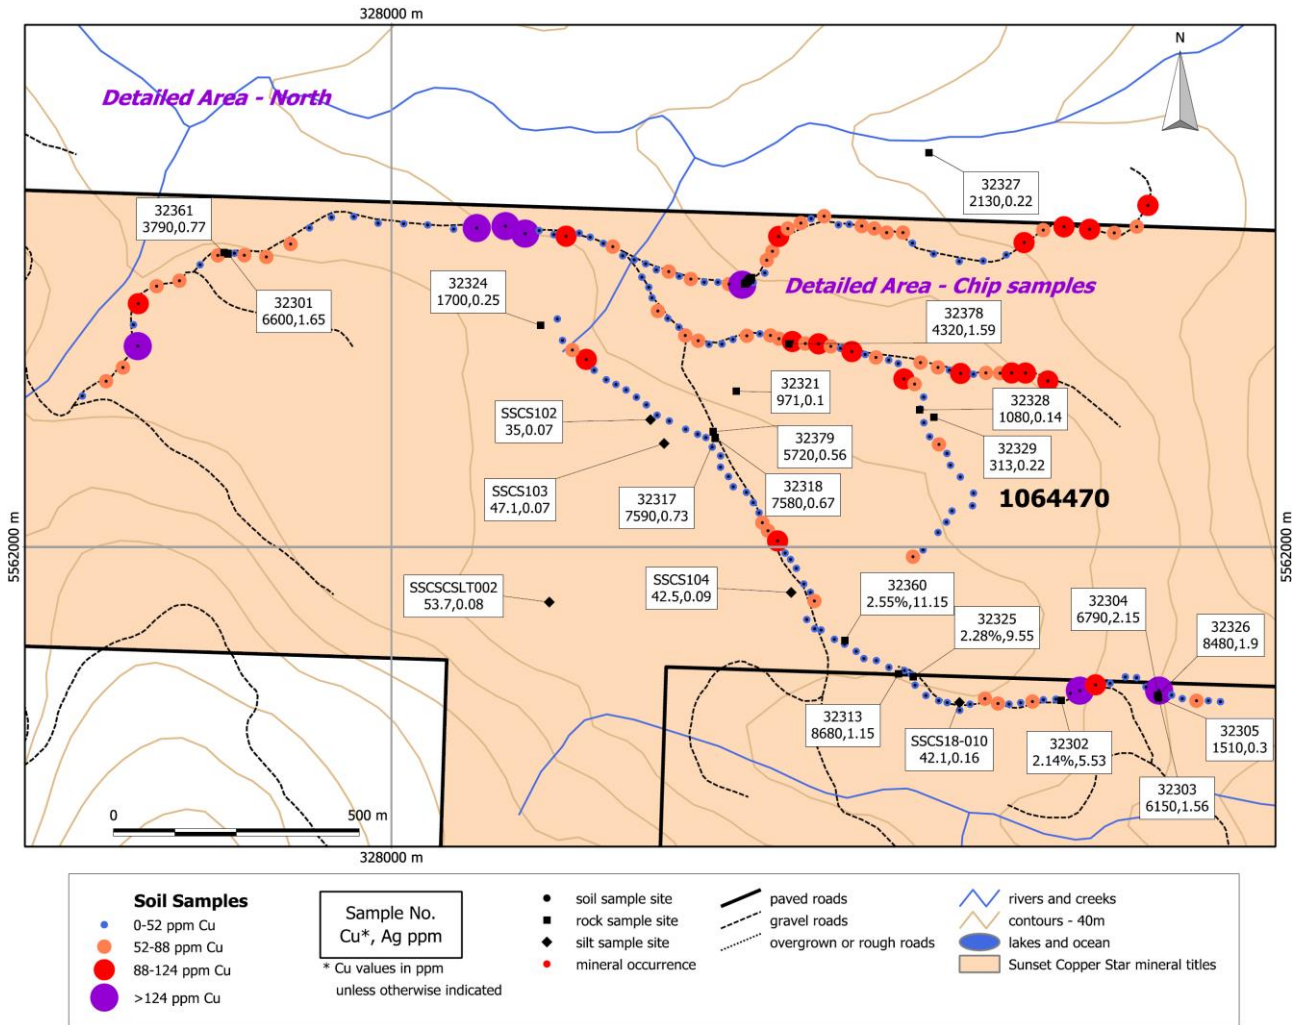 328000 m
N
Detailed Area - North
32327
2130,0.22
32361
3790,0.77
32324
1700,0.25
32301
6600,1.65
Detailed Area - Chip samples
32378
4320,1.59
32321
971,0.1
32328
1080,0.14
SSCS102
35,0.07
32379
5720,0.56
32329
313,0.22
SSCS103
47.1,0.07
32317
7590,0.73
32318
7580,0.67
1064470
5562000 m
5562000 m
SSCSCSLT002
53.7,0.08
SSCS104
42.5,0.09
32360
2.55%,11.15
32325
2.28%,9.55
32304
6790,2.15
32326
8480,1.9
32313
8680,1.15
SSCS18-010
42.1,0.16
32302
2.14%,5.53
32305
1510,0.3
32303
6150,1.56
0
500 m
328000 m
Soil Samples
0-52 ppm Cu
52-88 ppm Cu
88-124 ppm Cu
>124 ppm Cu
Sample No.
Cu*, Ag ppm
* Cu values in ppm
unless otherwise indicated
soil sample site
rock sample site
silt sample site
mineral occurrence
paved roads
gravel roads
overgrown or rough roads
rivers and creeks
contours - 40m
lakes and ocean
Sunset Copper Star mineral titles